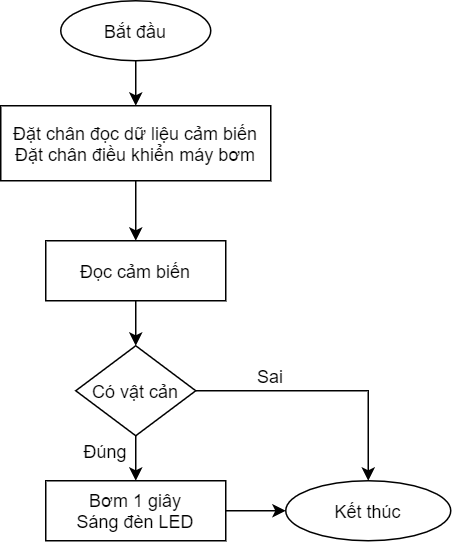 Bắt đầu
Đặt chân đọc dữ liệu cảm biến
Đặt chân điều khiển máy bơm
Đọc cảm biến
Có vật cản
Sai
Đúng
Bơm 1 giây
Sáng đèn LED
Kết thúc